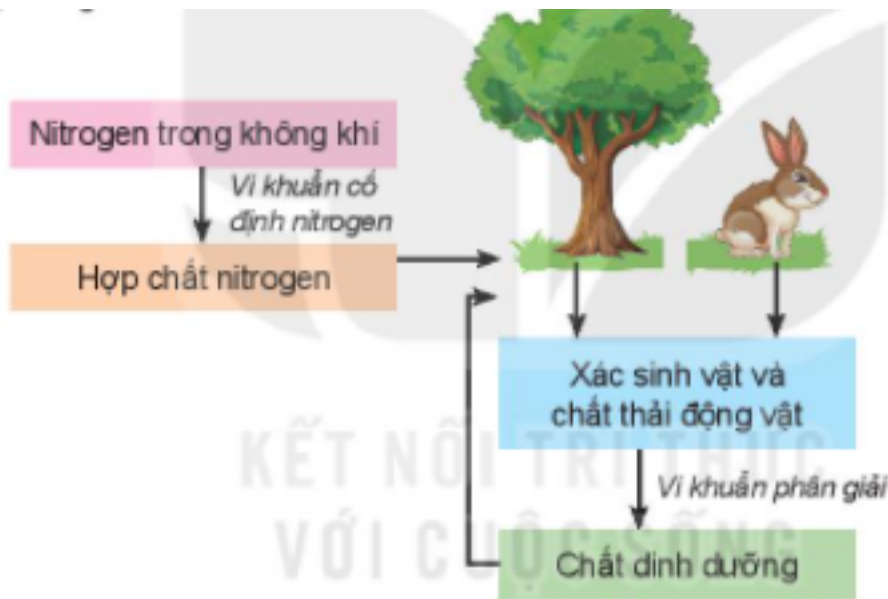 Nitrogen trong không khí
Vi khuẩn cố
định nitrogen
Hợp chất nitrogen
Xác sinh vật và
chất thải động vật
KẾT NỐI TRI THỨC
Vi khuẩn phân giải
VỚI CUỘC SỐNG
Chất dinh dưỡng